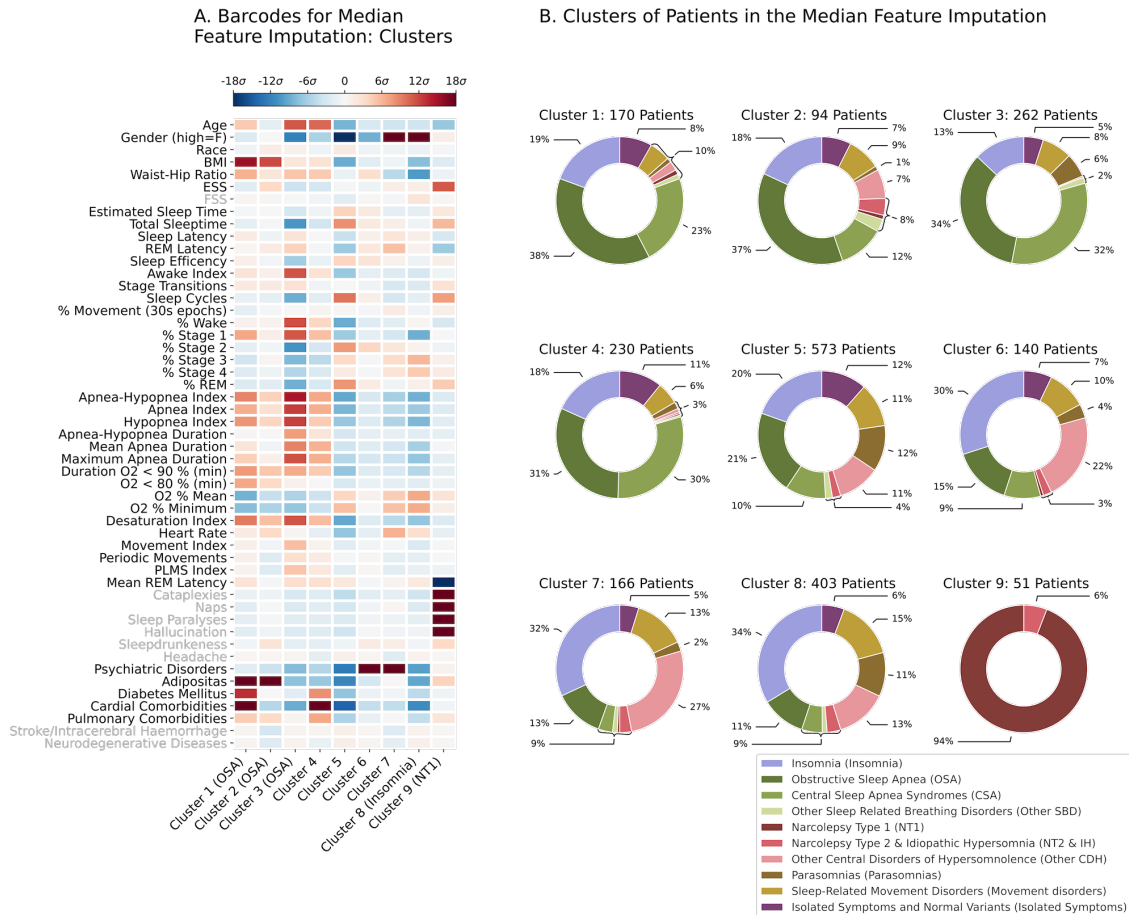 A. Barcodes for Median
Feature Imputation: Clusters
-18σ -12σ -6σ 0 6σ 12σ 18σ
Age
Gender (high=F)
Race
BMI
Waist-Hip Ratio
ESS
FSS
Estimated Sleep Time
Total Sleeptime
Sleep Latency
REM Latency
Sleep Efficency
Awake Index
Stage Transitions
Sleep Cycles
% Movement (30s epochs)
% Wake
% Stage 1
% Stage 2
% Stage 3
% Stage 4
% REM
Apnea-Hypopnea Index
Apnea Index
Hypopnea Index
Apnea-Hypopnea Duration
Mean Apnea Duration
Maximum Apnea Duration
Duration O2 < 90 % (min)
O2 < 80 % (min)
O2 % Mean
O2 % Minimum
Desaturation Index
Heart Rate
Movement Index
Periodic Movements
PLMS Index
Mean REM Latency
Cataplexies
Naps
Sleep Paralyses
Hallucination
Sleepdrunkeness
Headache
Psychiatric Disorders
Adipositas
Diabetes Mellitus
Cardial Comorbidities
Pulmonary Comorbidities
Stroke/Intracerebral Haemorrhage
Neurodegenerative Diseases
Cluster 1 (OSA)
Cluster 2 (OSA)
Cluster 3 (OSA)
Cluster 4
Cluster 5
Cluster 6
Cluster 7
Cluster 8 (Insomnia)
Cluster 9 (NT1)
B. Clusters of Patients in the Median Feature Imputation
Cluster 1: 170 Patients
19%
8%
10%
23%
38%
Cluster 2: 94 Patients
18%
7%
9%
1%
7%
8%
12%
37%
Cluster 3: 262 Patients
13%
5%
8%
6%
2%
32%
34%
Cluster 4: 230 Patients
18%
11%
6%
3%
30%
31%
Cluster 5: 573 Patients
20%
12%
11%
12%
11%
4%
10%
21%
Cluster 6: 140 Patients
30%
7%
10%
4%
22%
3%
9%
15%
Cluster 7: 166 Patients
32%
5%
13%
2%
27%
9%
13%
Cluster 8: 403 Patients
34%
6%
15%
11%
13%
9%
11%
Cluster 9: 51 Patients
6%
94%
Insomnia (Insomnia)
Obstructive Sleep Apnea (OSA)
Central Sleep Apnea Syndromes (CSA)
Other Sleep Related Breathing Disorders (Other SBD)
Narcolepsy Type 1 (NT1)
Narcolepsy Type 2 & Idiopathic Hypersomnia (NT2 & IH)
Other Central Disorders of Hypersomnolence (Other CDH)
Parasomnias (Parasomnias)
Sleep-Related Movement Disorders (Movement disorders)
Isolated Symptoms and Normal Variants (Isolated Symptoms)